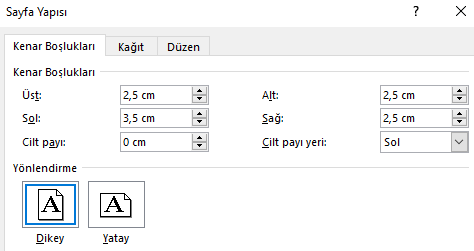 Sayfa Yapısı ? ×
Kenar Boşlukları Kağıt Düzen
Kenar Boşlukları
Üst: 2,5 cm Alt: 2,5 cm
Sol: 3,5 cm Sağ: 2,5 cm
Cilt payı: 0 cm Cilt payı yeri: Sol
Yönlendirme
A A
Dikey Yatay